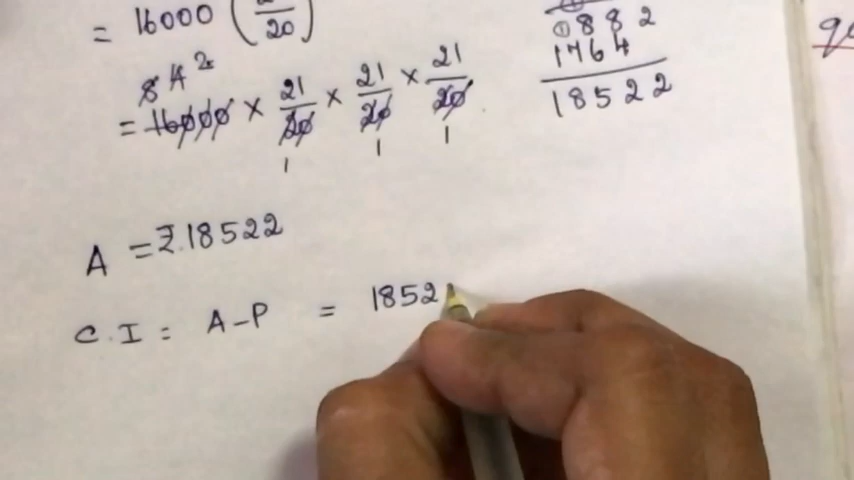 = 16000 ( /20)
8 4 2
= 16000 × 21/20 × 21/20 × 21/20
1 1 1
882
1764
18522
A = ₹.18522
C.I = A-P = 1852